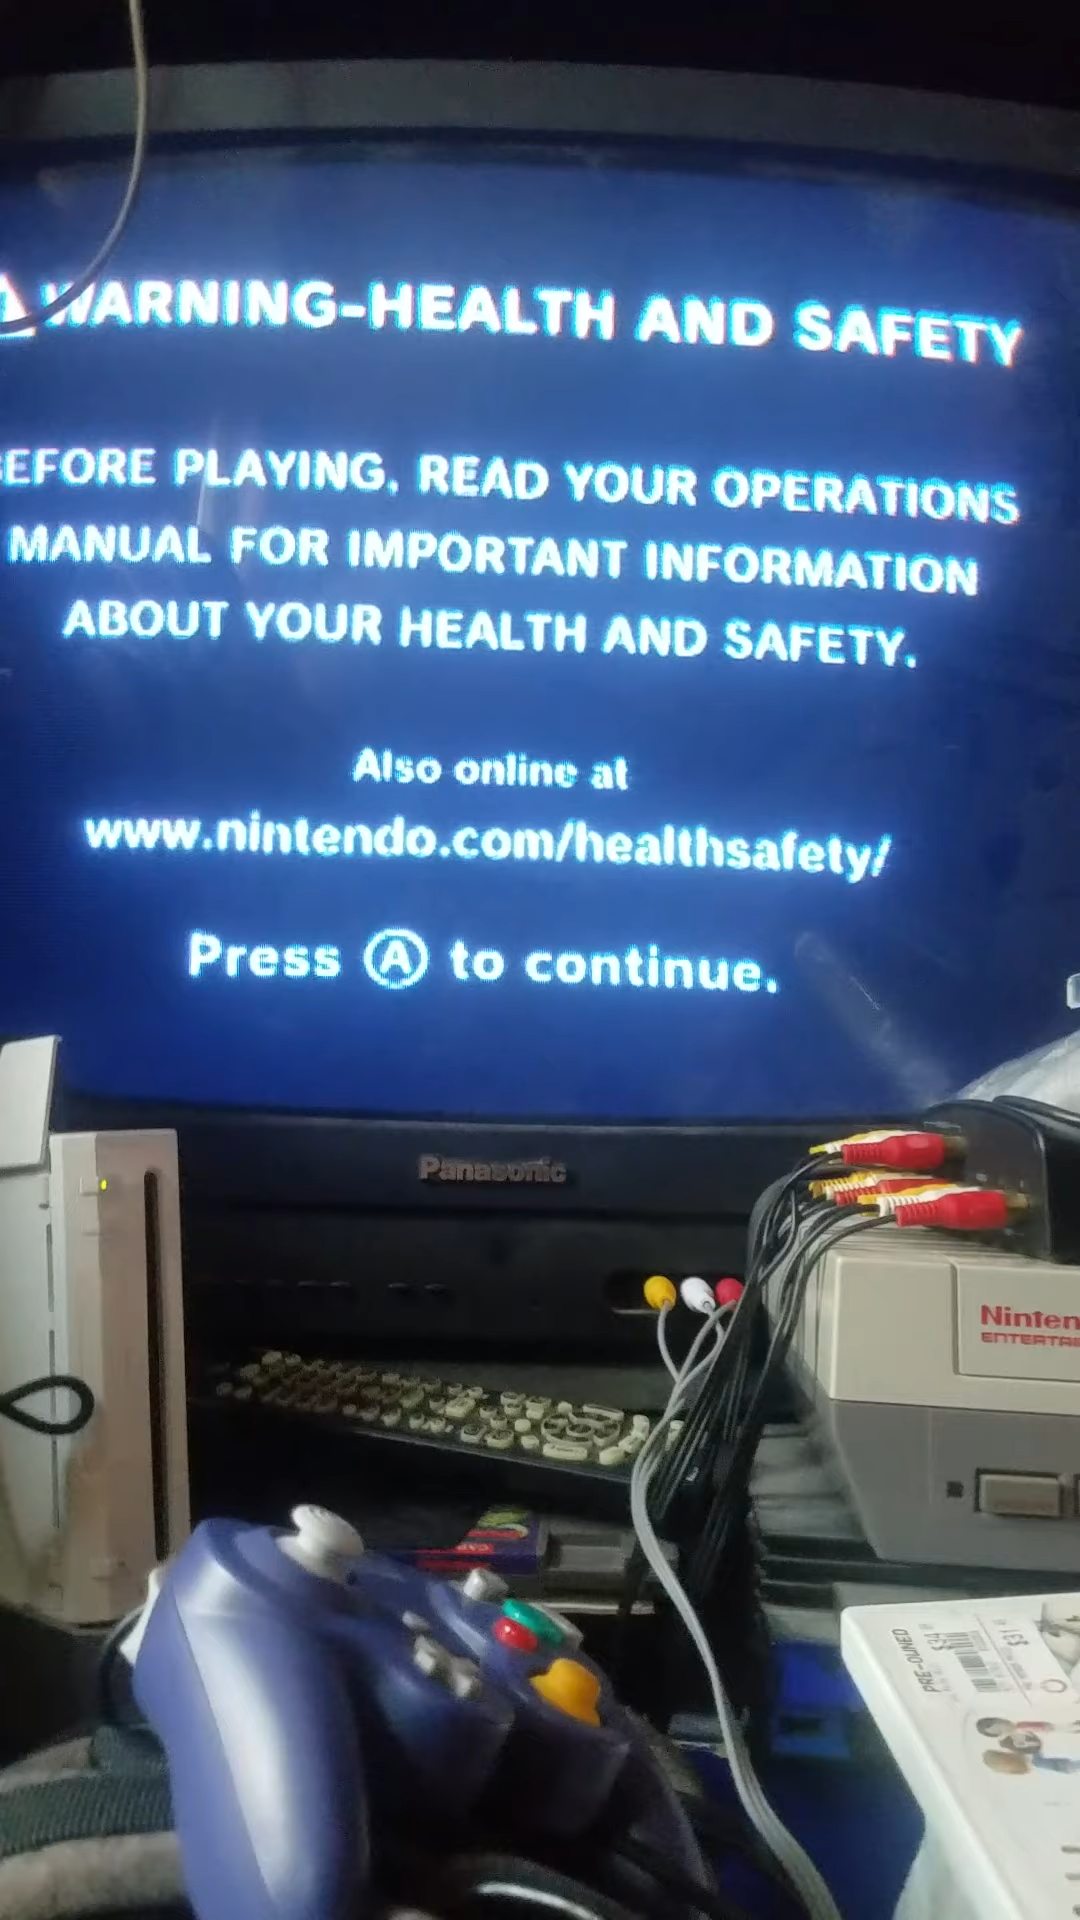 WARNING-HEALTH AND SAFETY
EFORE PLAYING, READ YOUR OPERATIONS
MANUAL FOR IMPORTANT INFORMATION
ABOUT YOUR HEALTH AND SAFETY.
Also online at
www.nintendo.com/healthsafety/
Press Ⓐ to continue.
Panasonic
Ninten
ENTERTAI
PRE-OWNED